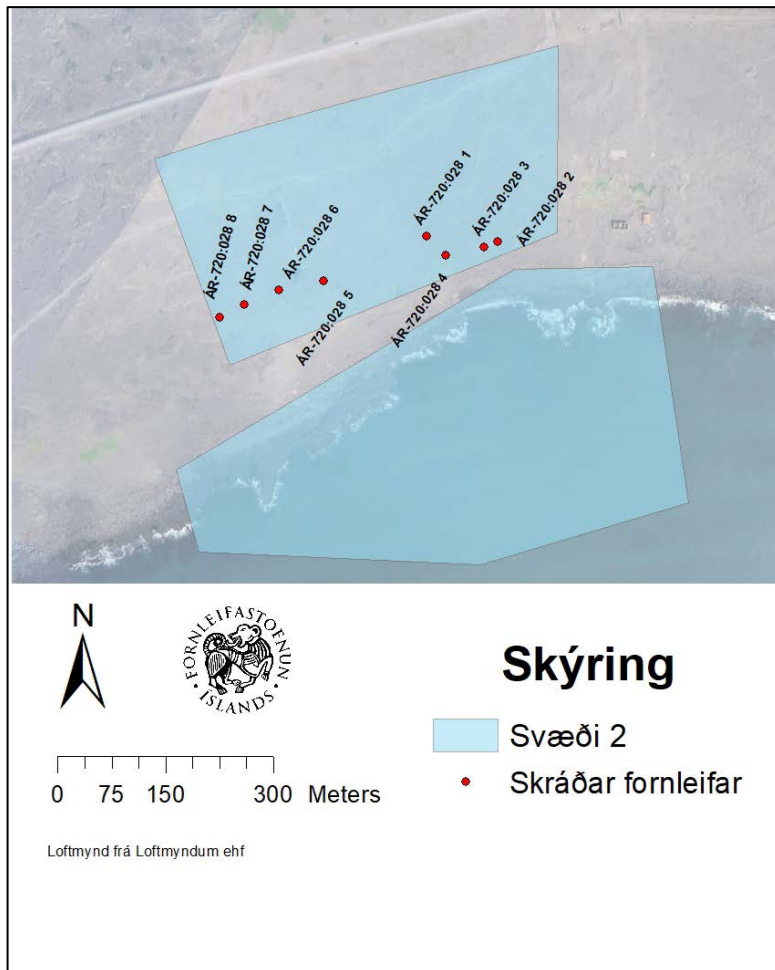 ÁR-720:028 1
ÁR-720:028 3
ÁR-720:028 2
ÁR-720:028 8
ÁR-720:028 7
ÁR-720:028 6
ÁR-720:028 5
ÁR-720:028 4
N
FORNLEIFASTOFNUN
· ÍSLANDS ·
Skýring
Svæði 2
Skráðar fornleifar
0 75 150 300 Meters
Loftmynd frá Loftmyndum ehf